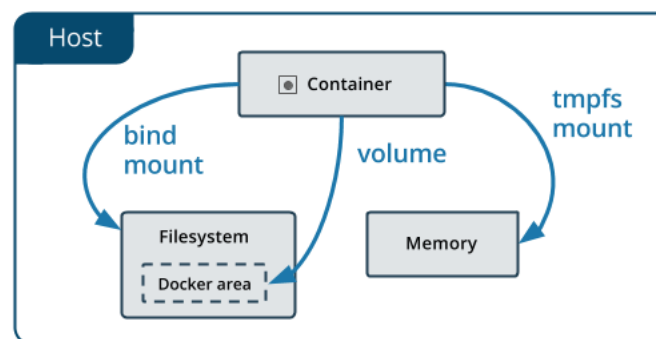 Host
Container
bind
mount
volume
tmpfs
mount
Filesystem
Docker area
Memory